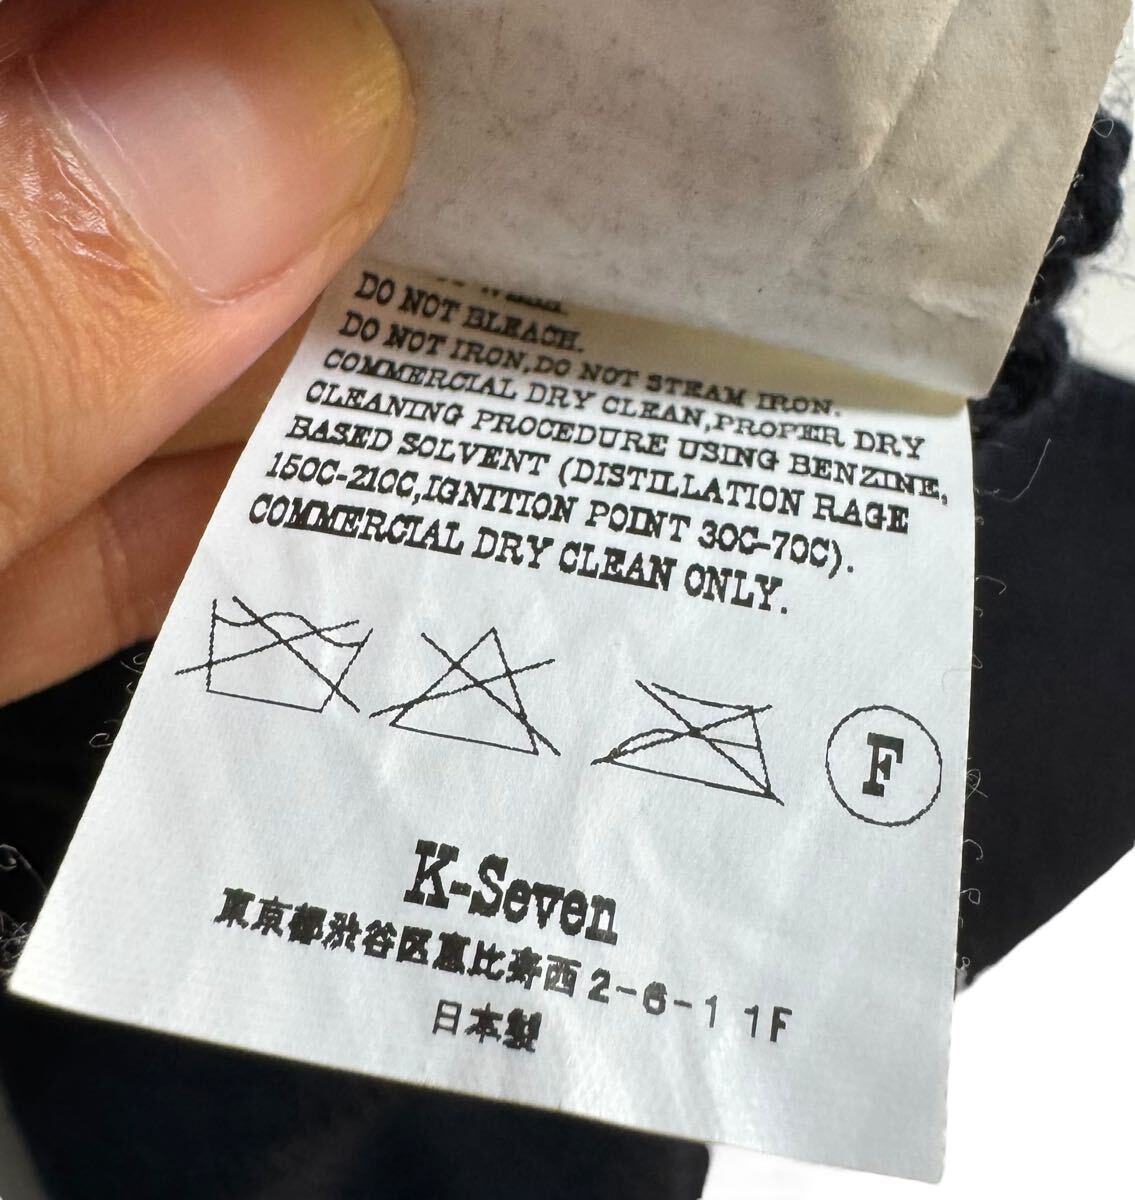 DO NOT BLEACH.
DO NOT IRON,DO NOT STEAM IRON.
COMMERCIAL DRY CLEAN,PROPER DRY
CLEANING PROCEDURE USING BENZINE,
BASED SOLVENT (DISTILLATION RAGE
150C-210C,IGNITION POINT 30C-70C).
COMMERCIAL DRY CLEAN ONLY.
F
K-Seven
東京都渋谷区恵比寿西2-6-1 1F
日本製